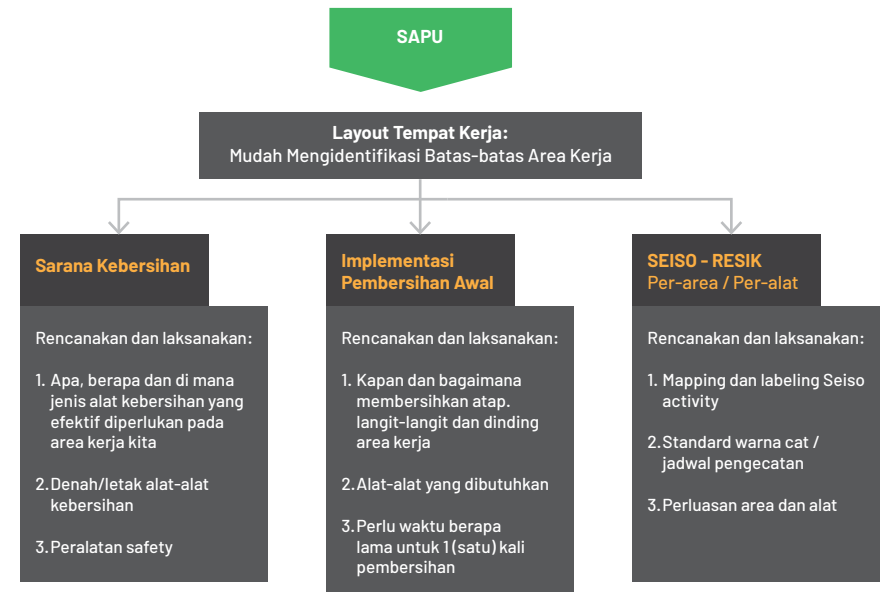 SAPU
Layout Tempat Kerja:
Mudah Mengidentifikasi Batas-batas Area Kerja
Sarana Kebersihan
Rencanakan dan laksanakan:
1. Apa, berapa dan di mana
jenis alat kebersihan yang
efektif diperlukan pada
area kerja kita
2. Denah/letak alat-alat
kebersihan
3. Peralatan safety
Implementasi
Pembersihan Awal
Rencanakan dan laksanakan:
1. Kapan dan bagaimana
membersihkan atap.
langit-langit dan dinding
area kerja
2. Alat-alat yang dibutuhkan
3. Perlu waktu berapa
lama untuk 1 (satu) kali
pembersihan
SEISO - RESIK
Per-area / Per-alat
Rencanakan dan laksanakan:
1. Mapping dan labeling Seiso
activity
2. Standard warna cat /
jadwal pengecatan
3. Perluasan area dan alat